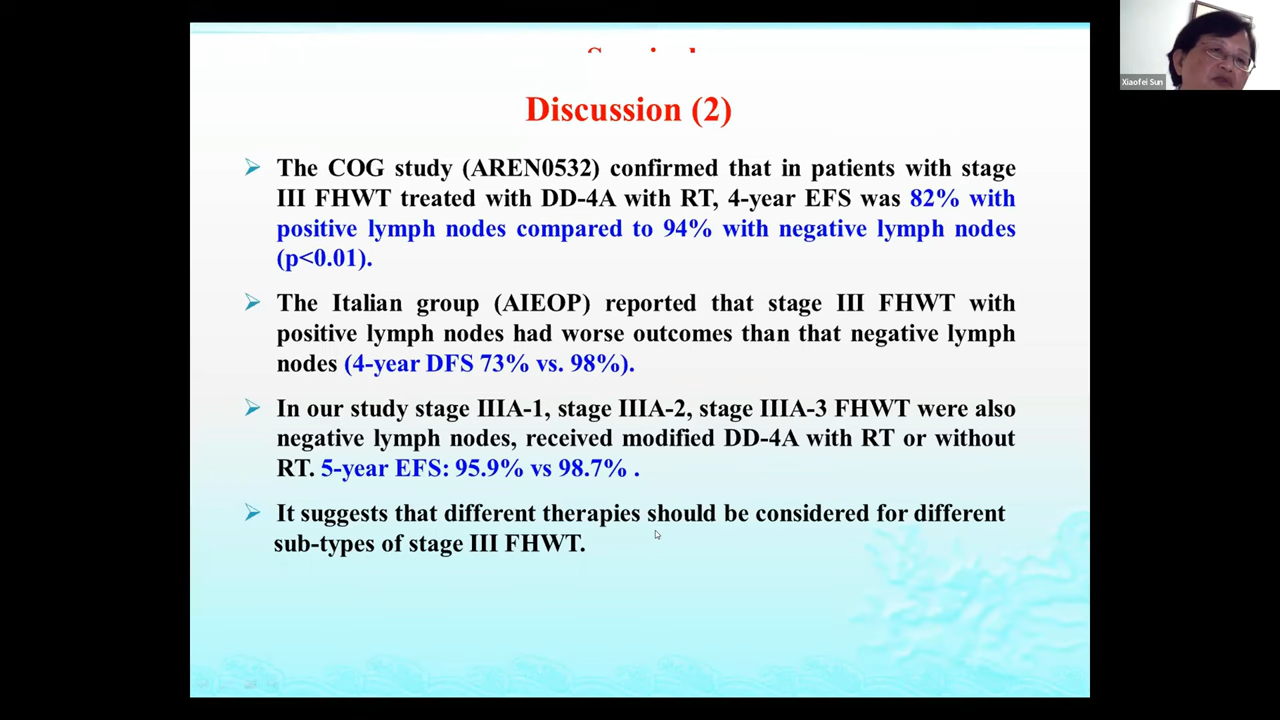 Discussion (2)
The COG study (AREN0532) confirmed that in patients with stage
III FHWT treated with DD-4A with RT, 4-year EFS was 82% with
positive lymph nodes compared to 94% with negative lymph nodes
(p<0.01).
The Italian group (AIEOP) reported that stage III FHWT with
positive lymph nodes had worse outcomes than that negative lymph
nodes (4-year DFS 73% vs. 98%).
In our study stage IIIA-1, stage IIIA-2, stage IIIA-3 FHWT were also
negative lymph nodes, received modified DD-4A with RT or without
RT. 5-year EFS: 95.9% vs 98.7% .
It suggests that different therapies should be considered for different
sub-types of stage III FHWT.
Xiaofei Sun